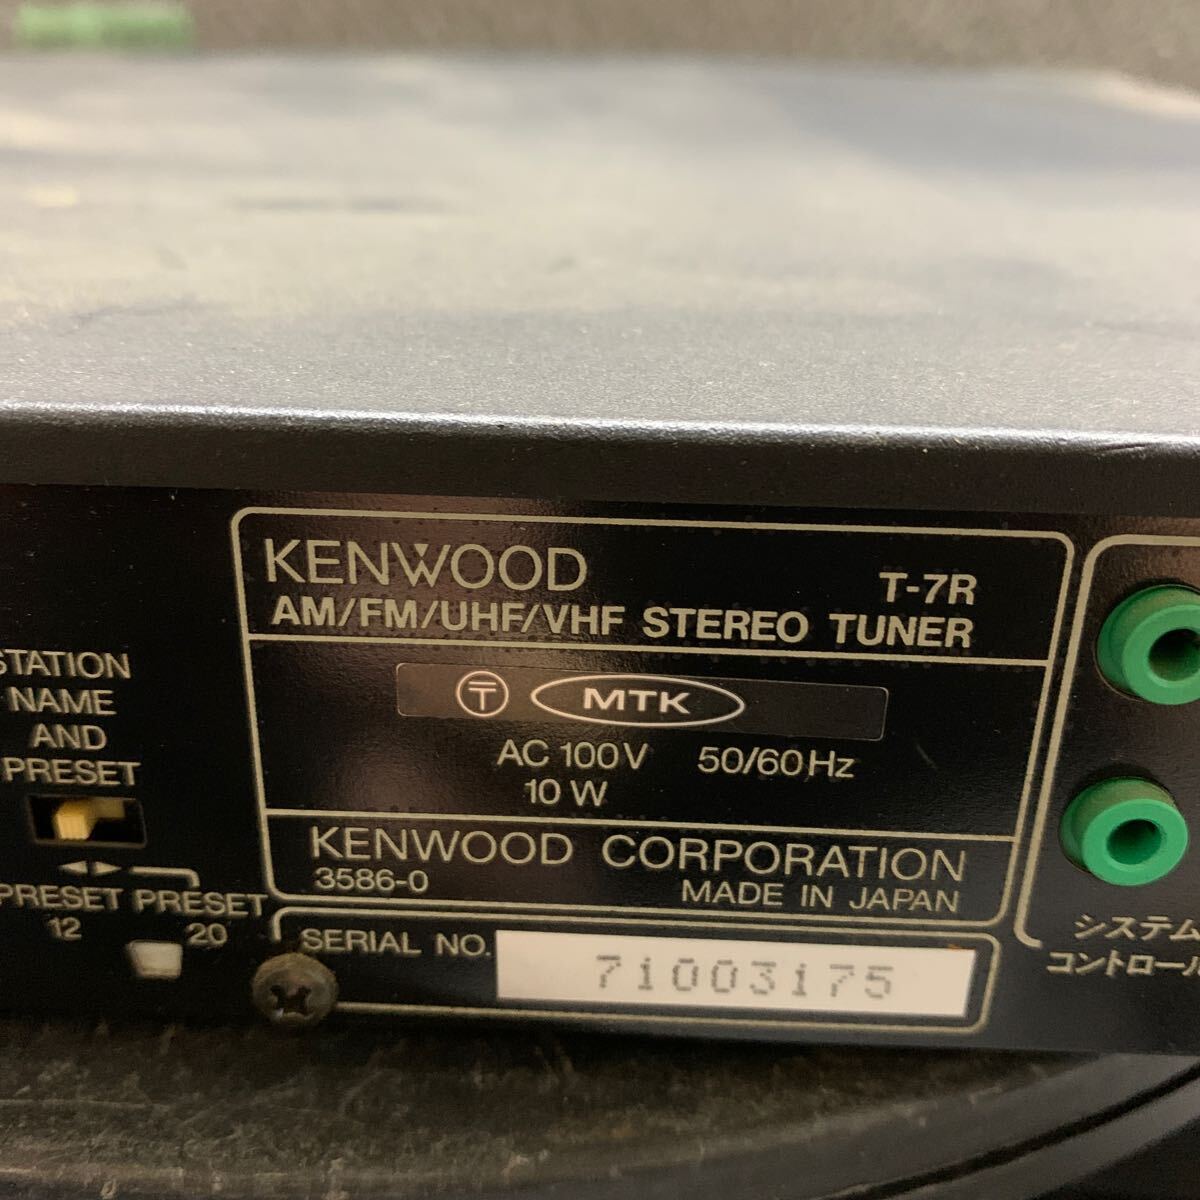 KENWOOD
T-7R
AM/FM/UHF/VHF STEREO TUNER
〒 MTK
AC 100V 50/60Hz
10 W
KENWOOD CORPORATION
3586-0 MADE IN JAPAN
SERIAL NO. 71003175
STATION
NAME
AND
PRESET
PRESET PRESET
12 20
システム
コントロール